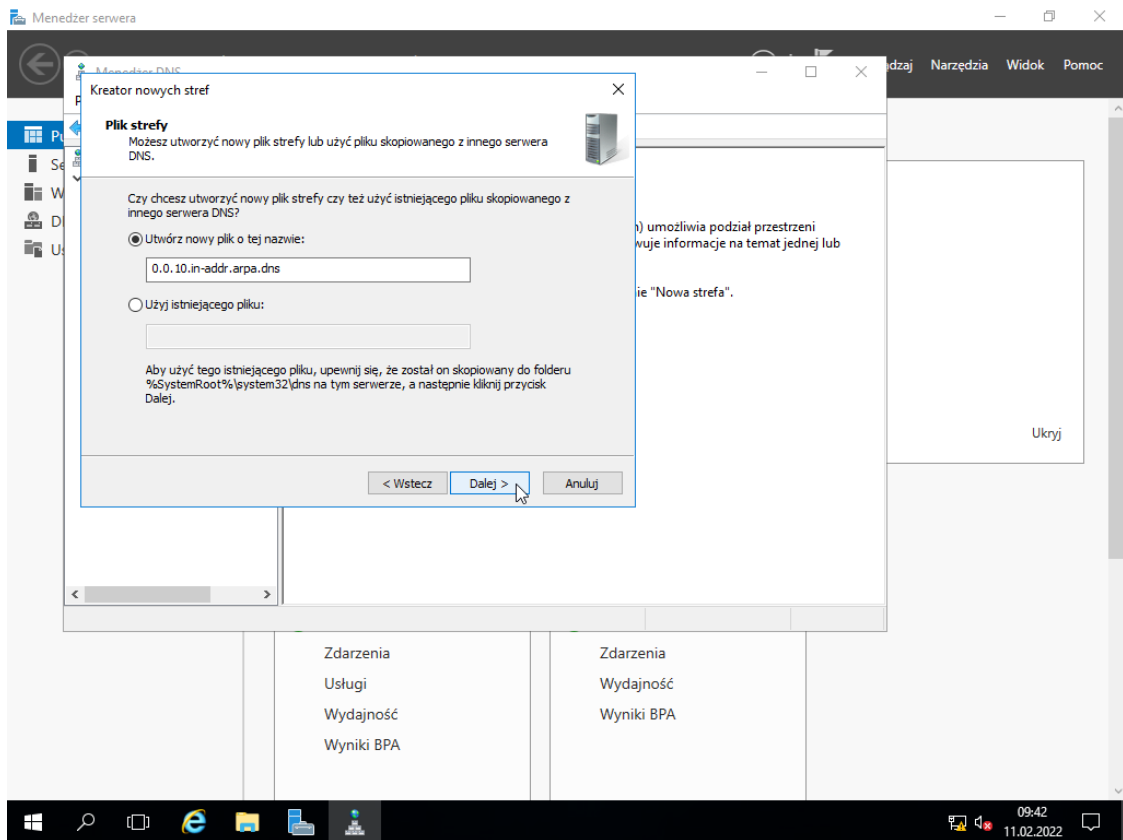 Menedżer serwera
Narzędzia
Widok
Pomoc
Menedżer DNS
Kreator nowych stref
Plik strefy
Możesz utworzyć nowy plik strefy lub użyć pliku skopiowanego z innego serwera
DNS.
Czy chcesz utworzyć nowy plik strefy czy też użyć istniejącego pliku skopiowanego z
innego serwera DNS?
Utwórz nowy plik o tej nazwie:
0.0.10.in-addr.arpa.dns
Użyj istniejącego pliku:
Aby użyć tego istniejącego pliku, upewnij się, że został on skopiowany do folderu
%SystemRoot%\system32\dns na tym serwerze, a następnie kliknij przycisk
Dalej.
< Wstecz
Dalej >
Anuluj
umożliwia podział przestrzeni
informacje na temat jednej lub
"Nowa strefa".
Ukryj
Zdarzenia
Usługi
Wydajność
Wyniki BPA
Zdarzenia
Wydajność
Wyniki BPA
09:42
11.02.2022